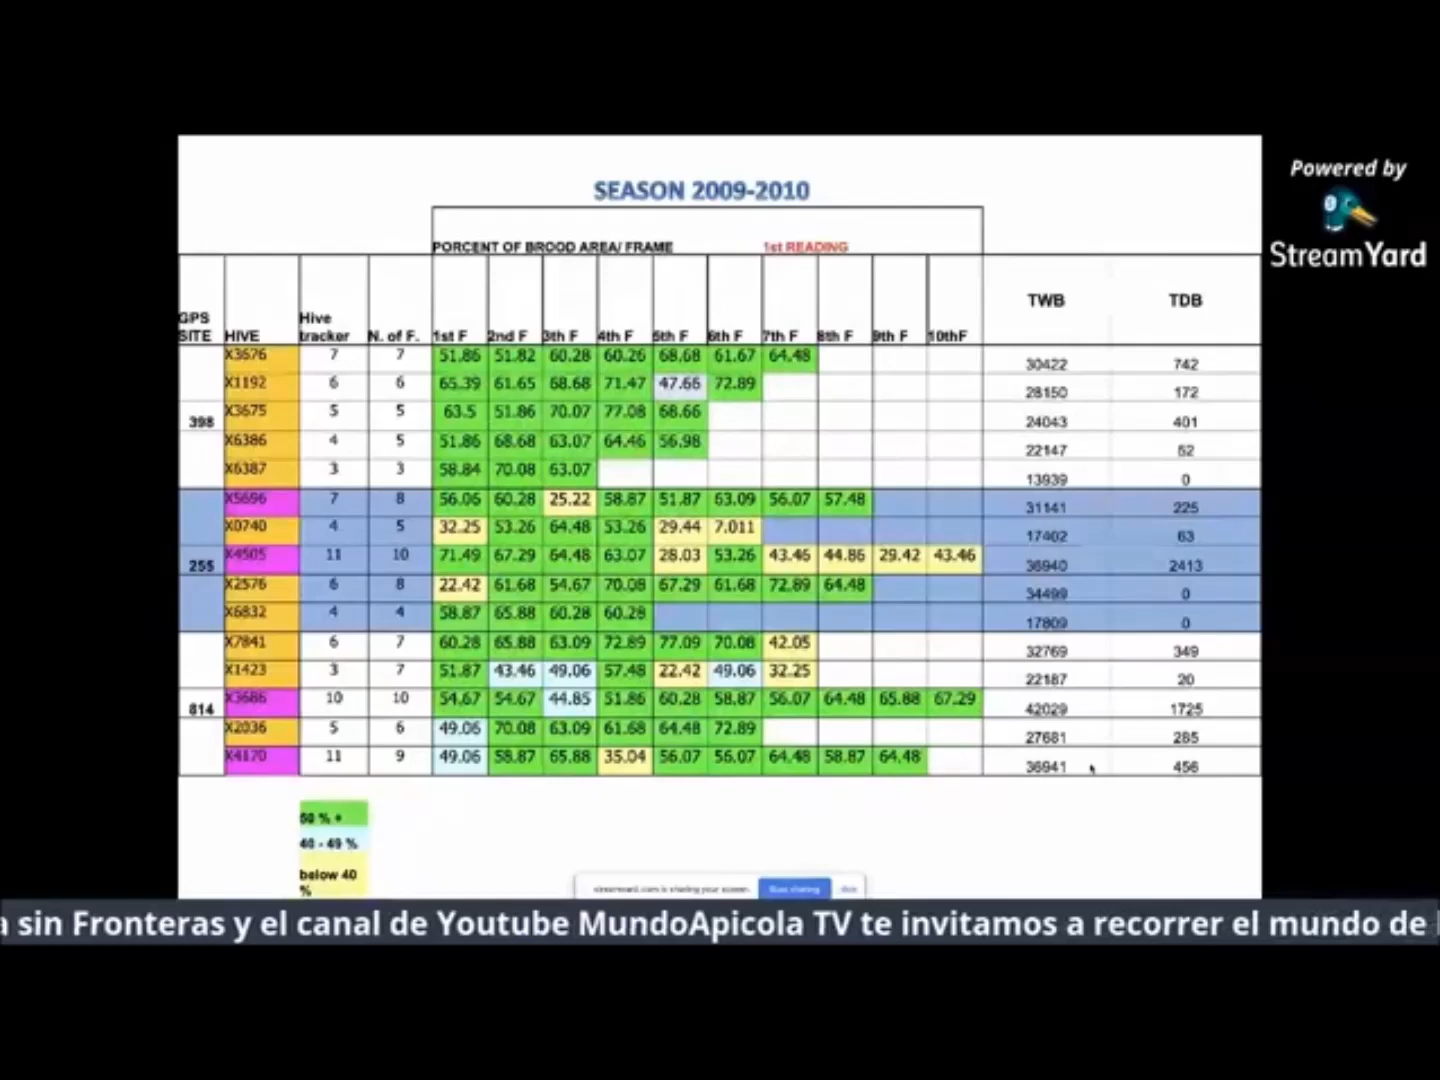 SEASON 2009-2010
Powered by
StreamYard
PORCENT OF BROOD AREA/ FRAME 1st READING
GPS SITE HIVE Hive tracker N. of F. 1st F 2nd F 3th F 4th F 5th F 6th F 7th F 8th F 9th F 10thF TWB TDB
X3676 7 7 51.86 51.82 60.28 60.26 68.68 61.67 64.48 30422 742
X1192 6 6 65.39 61.65 68.68 71.47 47.66 72.89 28150 172
398 X3675 5 5 63.5 51.86 70.07 77.08 68.66 24043 401
X6386 4 5 51.86 68.68 63.07 64.46 56.98 22147 52
X6387 3 3 58.84 70.08 63.07 13939 0
X5696 7 8 56.06 60.28 25.22 58.87 51.87 63.09 56.07 57.48 31141 225
X0740 4 5 32.25 53.26 64.48 53.26 29.44 7.011 17402 63
255 X4505 11 10 71.49 67.29 64.48 63.07 28.03 53.26 43.46 44.86 29.42 43.46 36940 2413
X2576 6 8 22.42 61.68 54.67 70.08 67.29 61.68 72.89 64.48 34499 0
X6832 4 4 58.87 65.88 60.28 60.28 17809 0
X7841 6 7 60.28 65.88 63.09 72.89 77.09 70.08 42.05 32769 349
X1423 3 7 51.87 43.46 49.06 57.48 22.42 49.06 32.25 22187 20
814 X3686 10 10 54.67 54.67 44.85 51.86 60.28 58.87 56.07 64.48 65.88 67.29 42029 1725
X2036 5 6 49.06 70.08 63.09 61.68 64.48 72.89 27681 285
X4170 11 9 49.06 58.87 65.88 35.04 56.07 56.07 64.48 58.87 64.48 36941 456
50 % +
40 - 49 %
below 40 %
streamyard.com is sharing your screen. Stop sharing Hide
sin Fronteras y el canal de Youtube MundoApicola TV te invitamos a recorrer el mundo de